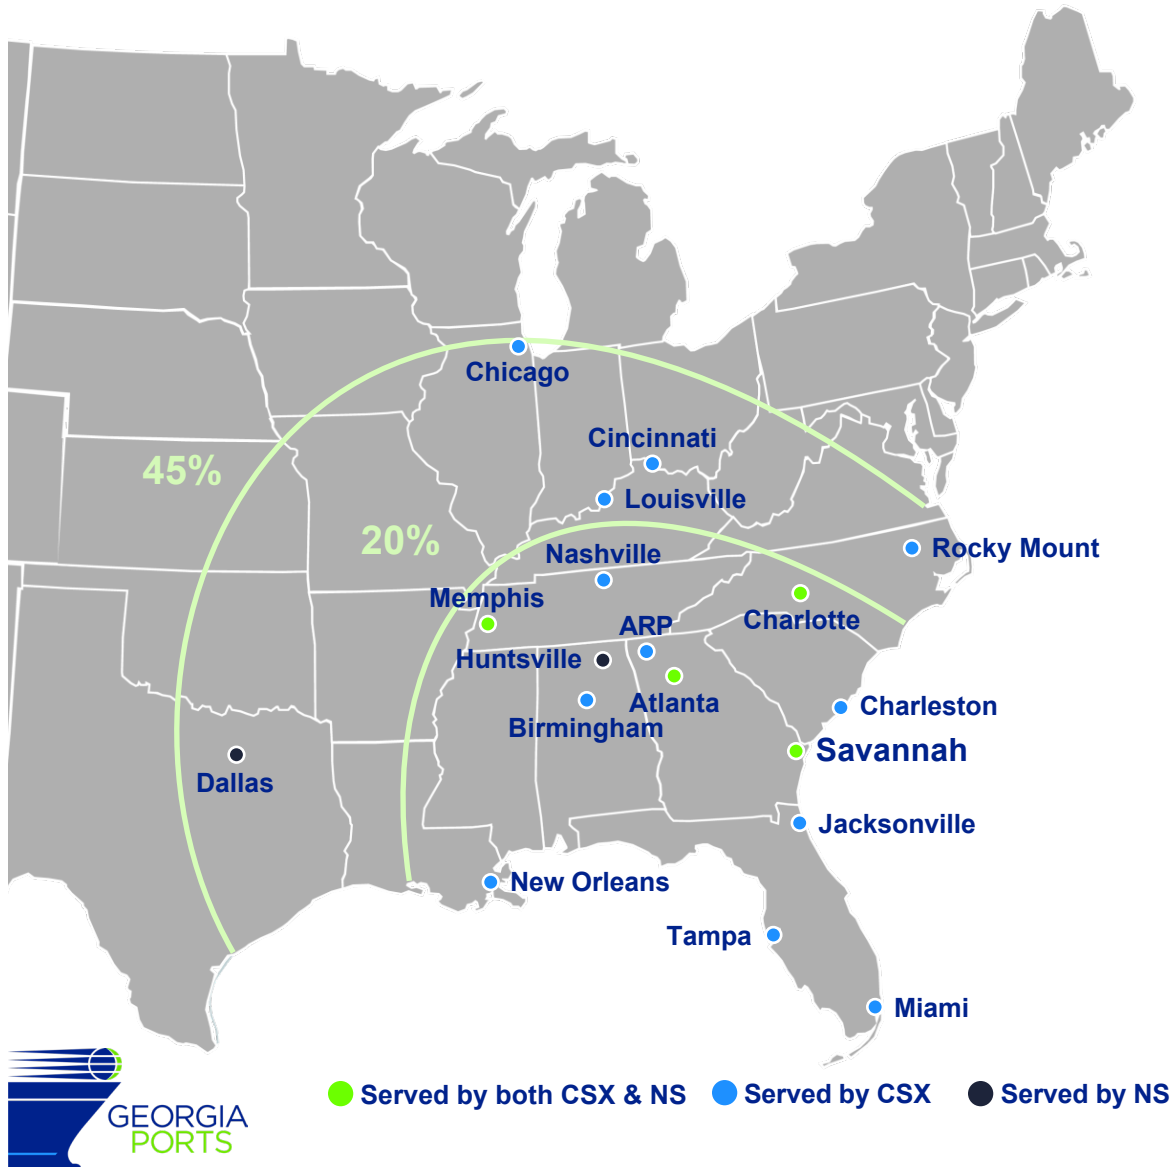 Chicago
Cincinnati
45%
Louisville
20%
Nashville
Rocky Mount
Memphis
Charlotte
ARP
Huntsville
Atlanta
Charleston
Birmingham
Savannah
Dallas
Jacksonville
New Orleans
Tampa
Miami
GEORGIA
PORTS
Served by both CSX & NS
Served by CSX
Served by NS